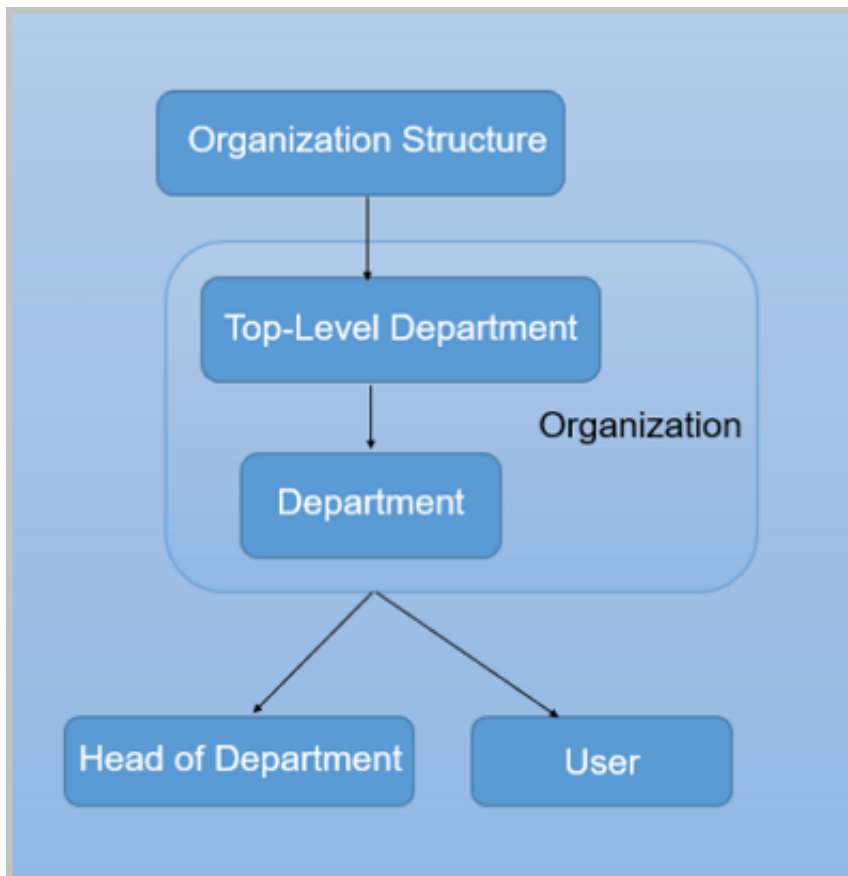 Organization Structure
Top-Level Department
Organization
Department
Head of Department
User